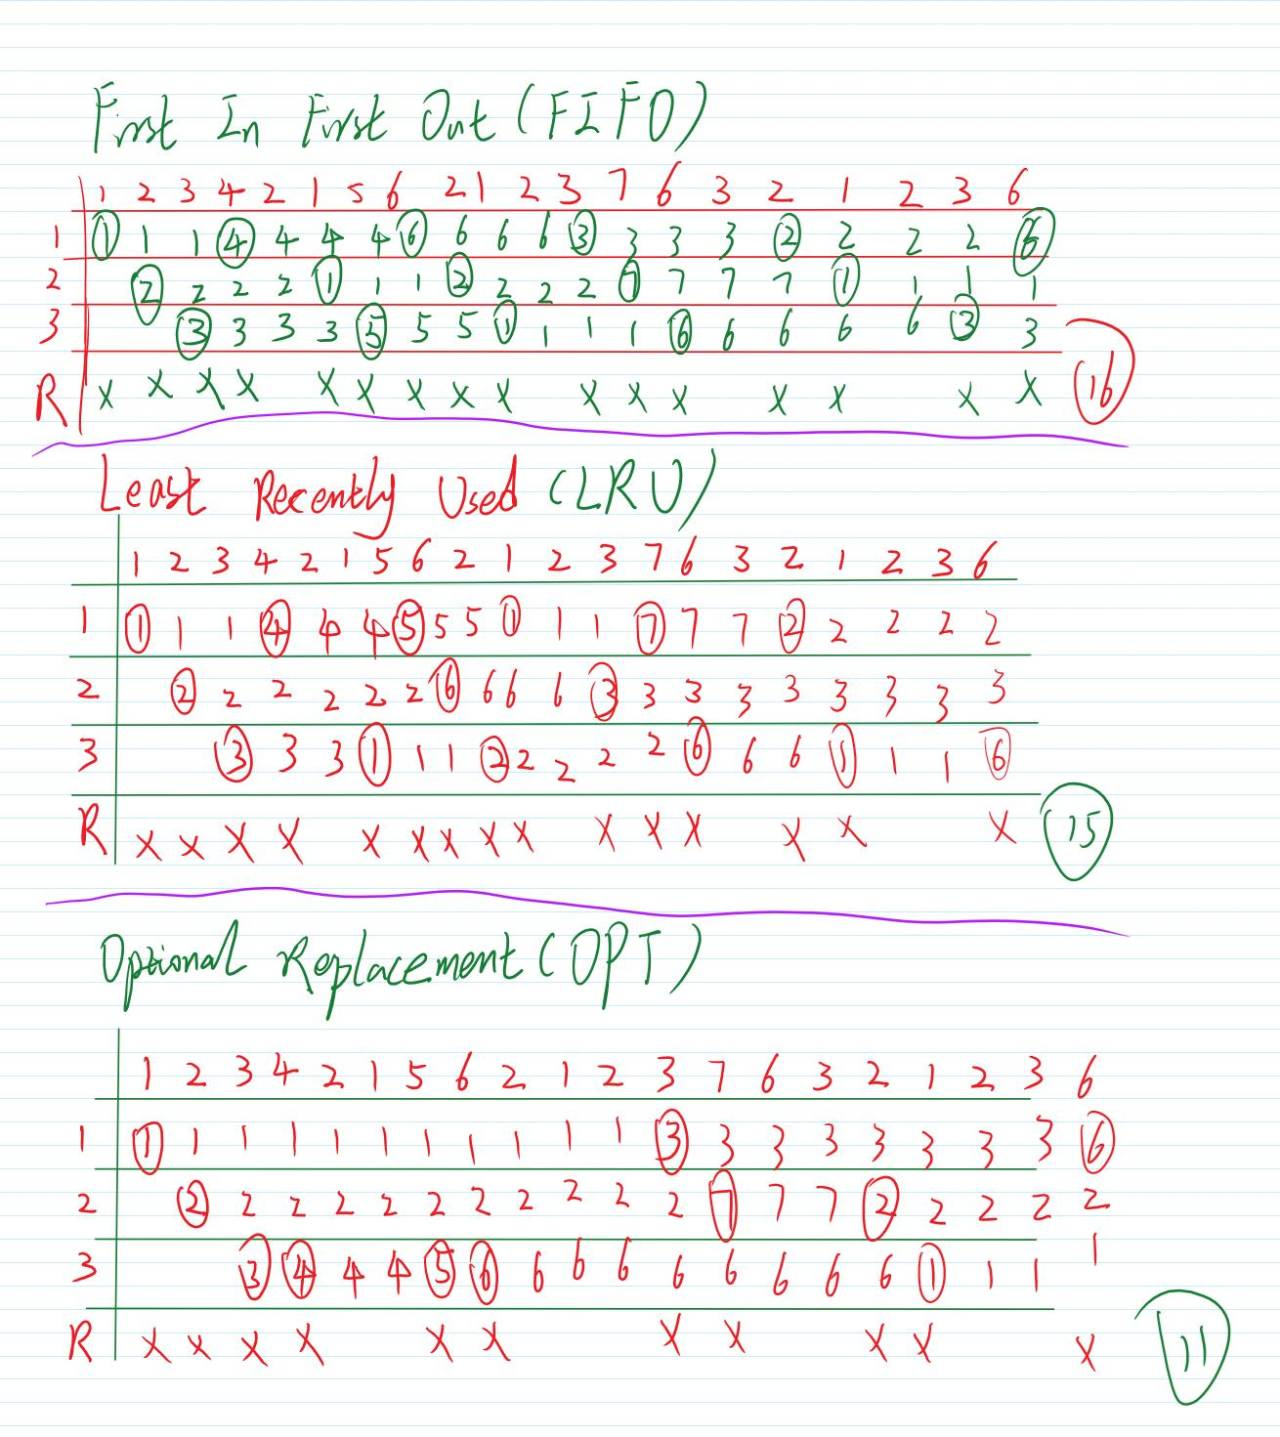 First In First Out (FIFO)
1 2 3 4 2 1 5 6 2 1 2 3 7 6 3 2 1 2 3 6
1 1 1 1 4 4 4 4 6 6 6 6 3 3 3 3 2 2 2 2 6
2 2 2 2 2 1 1 1 2 2 2 2 7 7 7 7 1 1 1 1
3 3 3 3 3 5 5 5 1 1 1 1 6 6 6 6 6 3 3
R X X X X X X X X X X X X X X X X 16
Least Recently Used (LRU)
1 2 3 4 2 1 5 6 2 1 2 3 7 6 3 2 1 2 3 6
1 1 1 1 4 4 4 5 5 5 1 1 1 7 7 7 2 2 2 2 2
2 2 2 2 2 2 2 6 6 6 6 3 3 3 3 3 3 3 3 3
3 3 3 3 1 1 1 2 2 2 2 2 6 6 6 1 1 1 6
R X X X X X X X X X X X X X X X 15
Optional Replacement (OPT)
1 2 3 4 2 1 5 6 2 1 2 3 7 6 3 2 1 2 3 6
1 1 1 1 1 1 1 1 1 1 1 1 3 3 3 3 3 3 3 3 6
2 2 2 2 2 2 2 2 2 2 2 2 7 7 7 2 2 2 2 2
3 3 4 4 4 5 6 6 6 6 6 6 6 6 6 1 1 1 1
R X X X X X X X X X X X 11